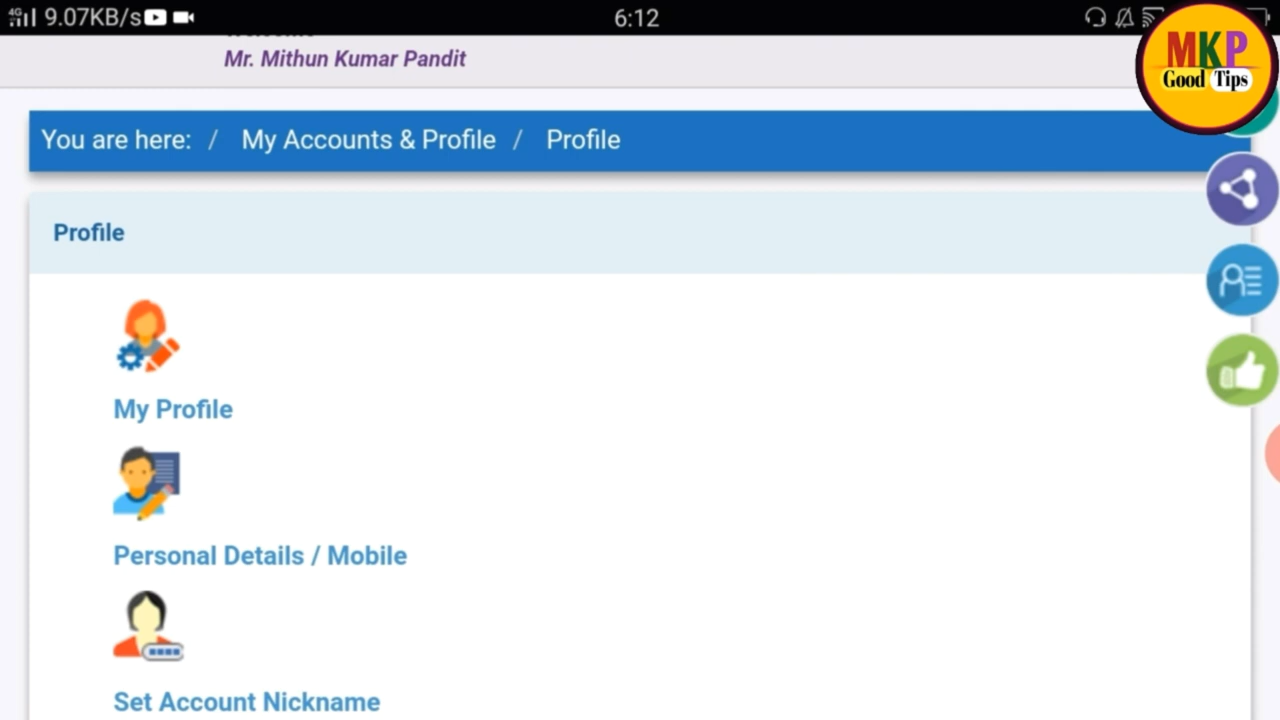 4G 9.07KB/s 6:12
Mr. Mithun Kumar Pandit
MKP
Good Tips
You are here: / My Accounts & Profile / Profile
Profile
My Profile
Personal Details / Mobile
Set Account Nickname